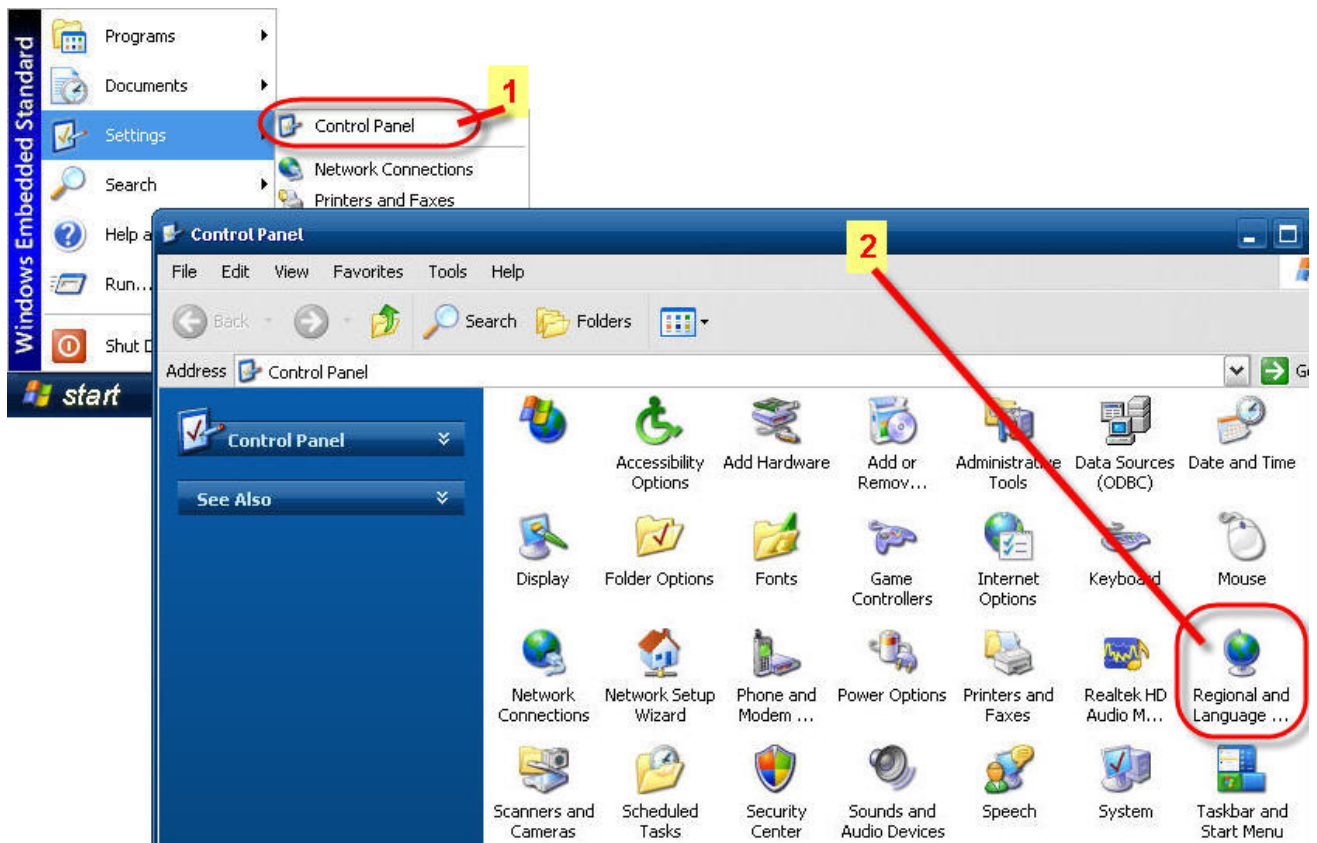 Windows Embedded Standard
Programs
Documents
Settings
Search
Help a
Run...
Shut D
start
1
Control Panel
Network Connections
Printers and Faxes
Control Panel
2
File Edit View Favorites Tools Help
Back Search Folders
Address Control Panel G
Control Panel
See Also
Accessibility Options
Add Hardware
Add or Remov...
Administrative Tools
Data Sources (ODBC)
Date and Time
Display
Folder Options
Fonts
Game Controllers
Internet Options
Keyboard
Mouse
Network Connections
Network Setup Wizard
Phone and Modem ...
Power Options
Printers and Faxes
Realtek HD Audio M...
Regional and Language ...
Scanners and Cameras
Scheduled Tasks
Security Center
Sounds and Audio Devices
Speech
System
Taskbar and Start Menu